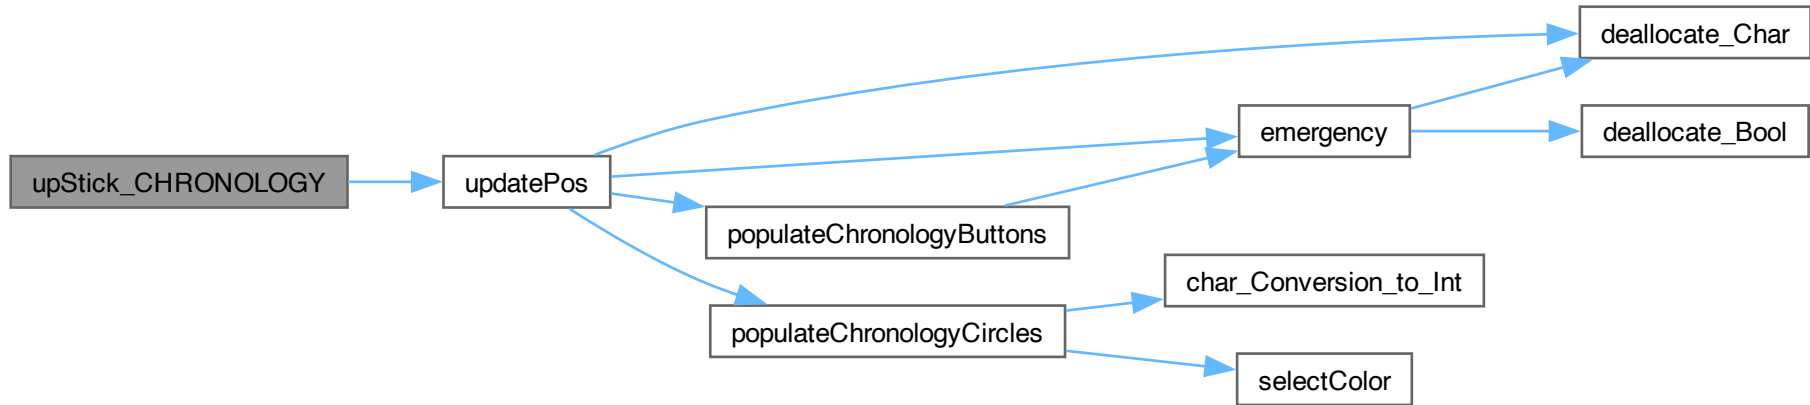 upStick_CHRONOLOGY
updatePos
deallocate_Char
emergency
deallocate_Bool
populateChronologyButtons
char_Conversion_to_Int
populateChronologyCircles
selectColor